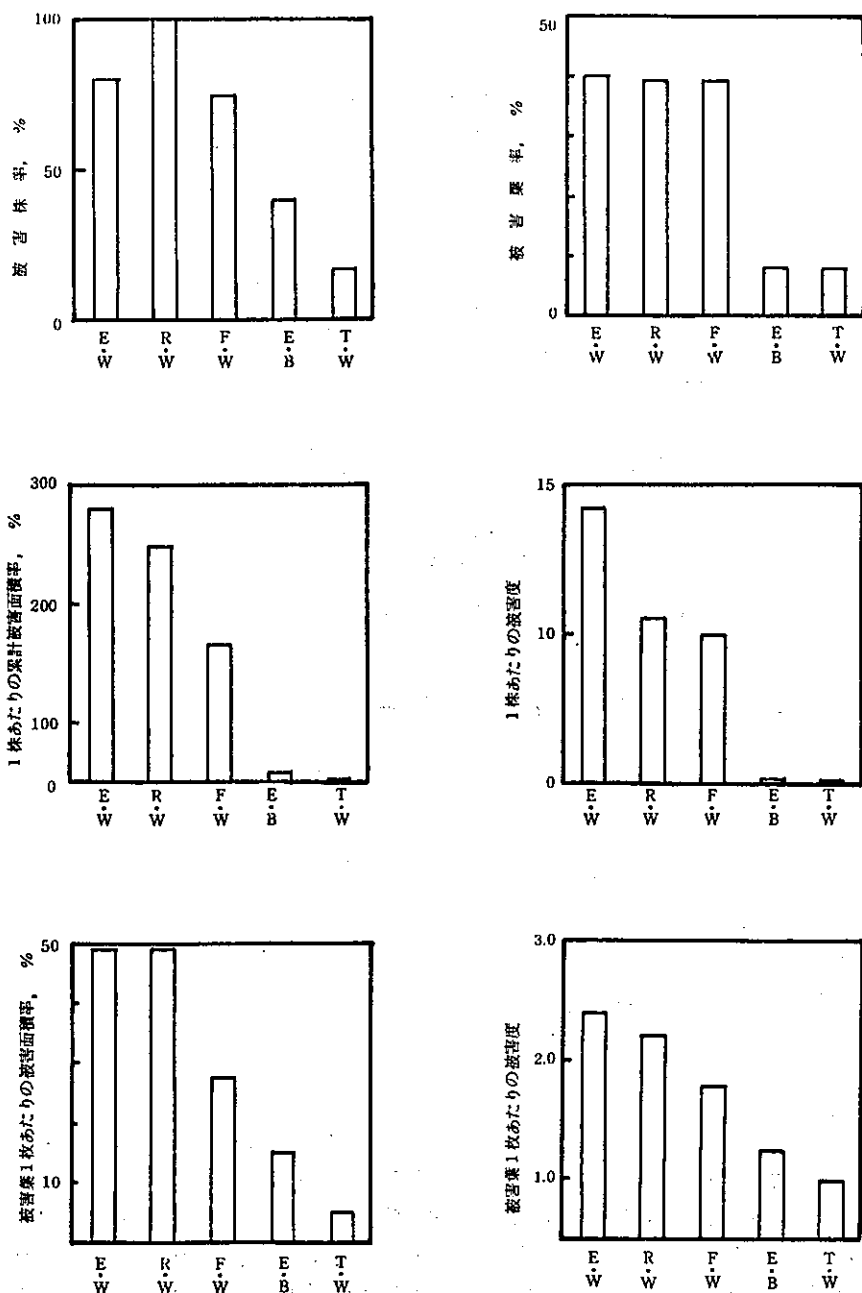 被害株率，%
100
50
0
E・W R・W F・W E・B T・W
被害葉率，%
50
0
E・W R・W F・W E・B T・W
1株あたりの累計被害面積率，%
300
200
100
0
E・W R・W F・W E・B T・W
1株あたりの被害度
15
10
0
E・W R・W F・W E・B T・W
被害葉1枚あたりの被害面積率，%
50
10
E・W R・W F・W E・B T・W
被害葉1枚あたりの被害度
3.0
2.0
1.0
E・W R・W F・W E・B T・W